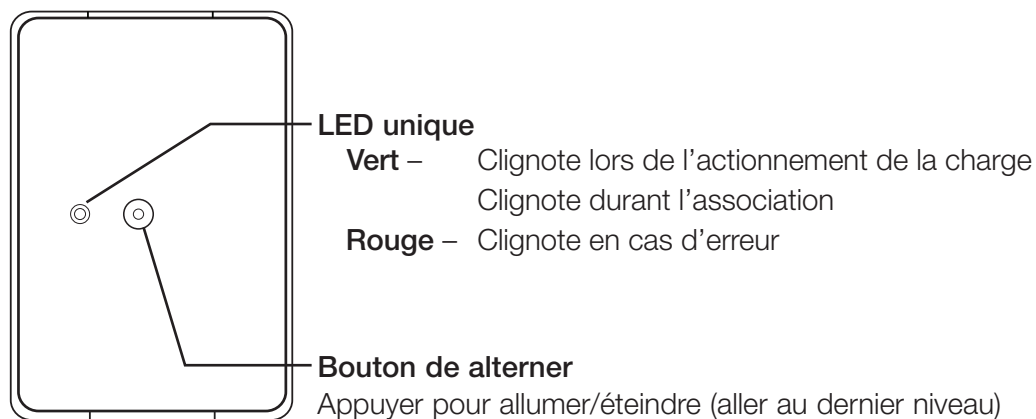 LED unique
Vert – Clignote lors de l’actionnement de la charge
Clignote durant l’association
Rouge – Clignote en cas d’erreur
Bouton de alterner
Appuyer pour allumer/éteindre (aller au dernier niveau)